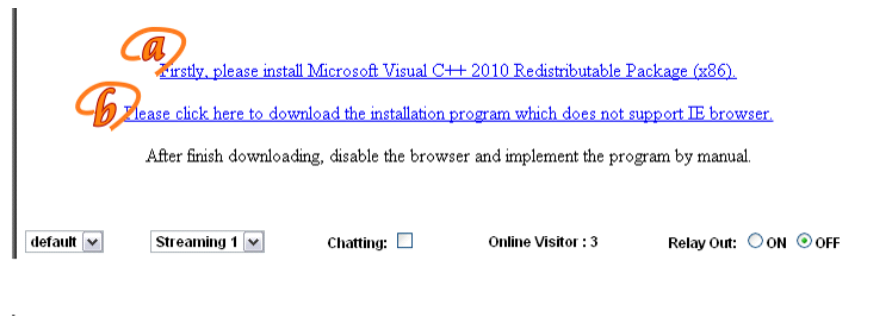 a
Firstly, please install Microsoft Visual C++ 2010 Redistributable Package (x86).
b
Please click here to download the installation program which does not support IE browser.
After finish downloading, disable the browser and implement the program by manual.
default Streaming 1 Chatting: Online Visitor : 3 Relay Out: ON OFF